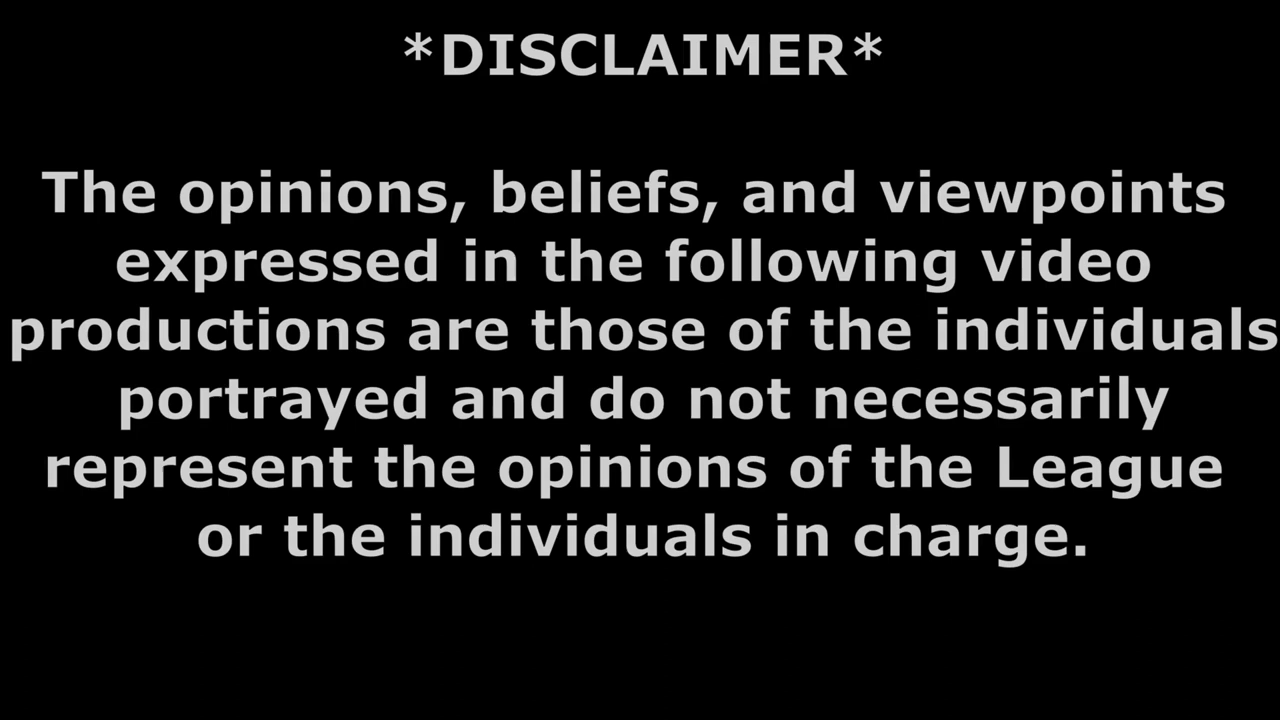 *DISCLAIMER*
The opinions, beliefs, and viewpoints
expressed in the following video
productions are those of the individuals
portrayed and do not necessarily
represent the opinions of the League
or the individuals in charge.